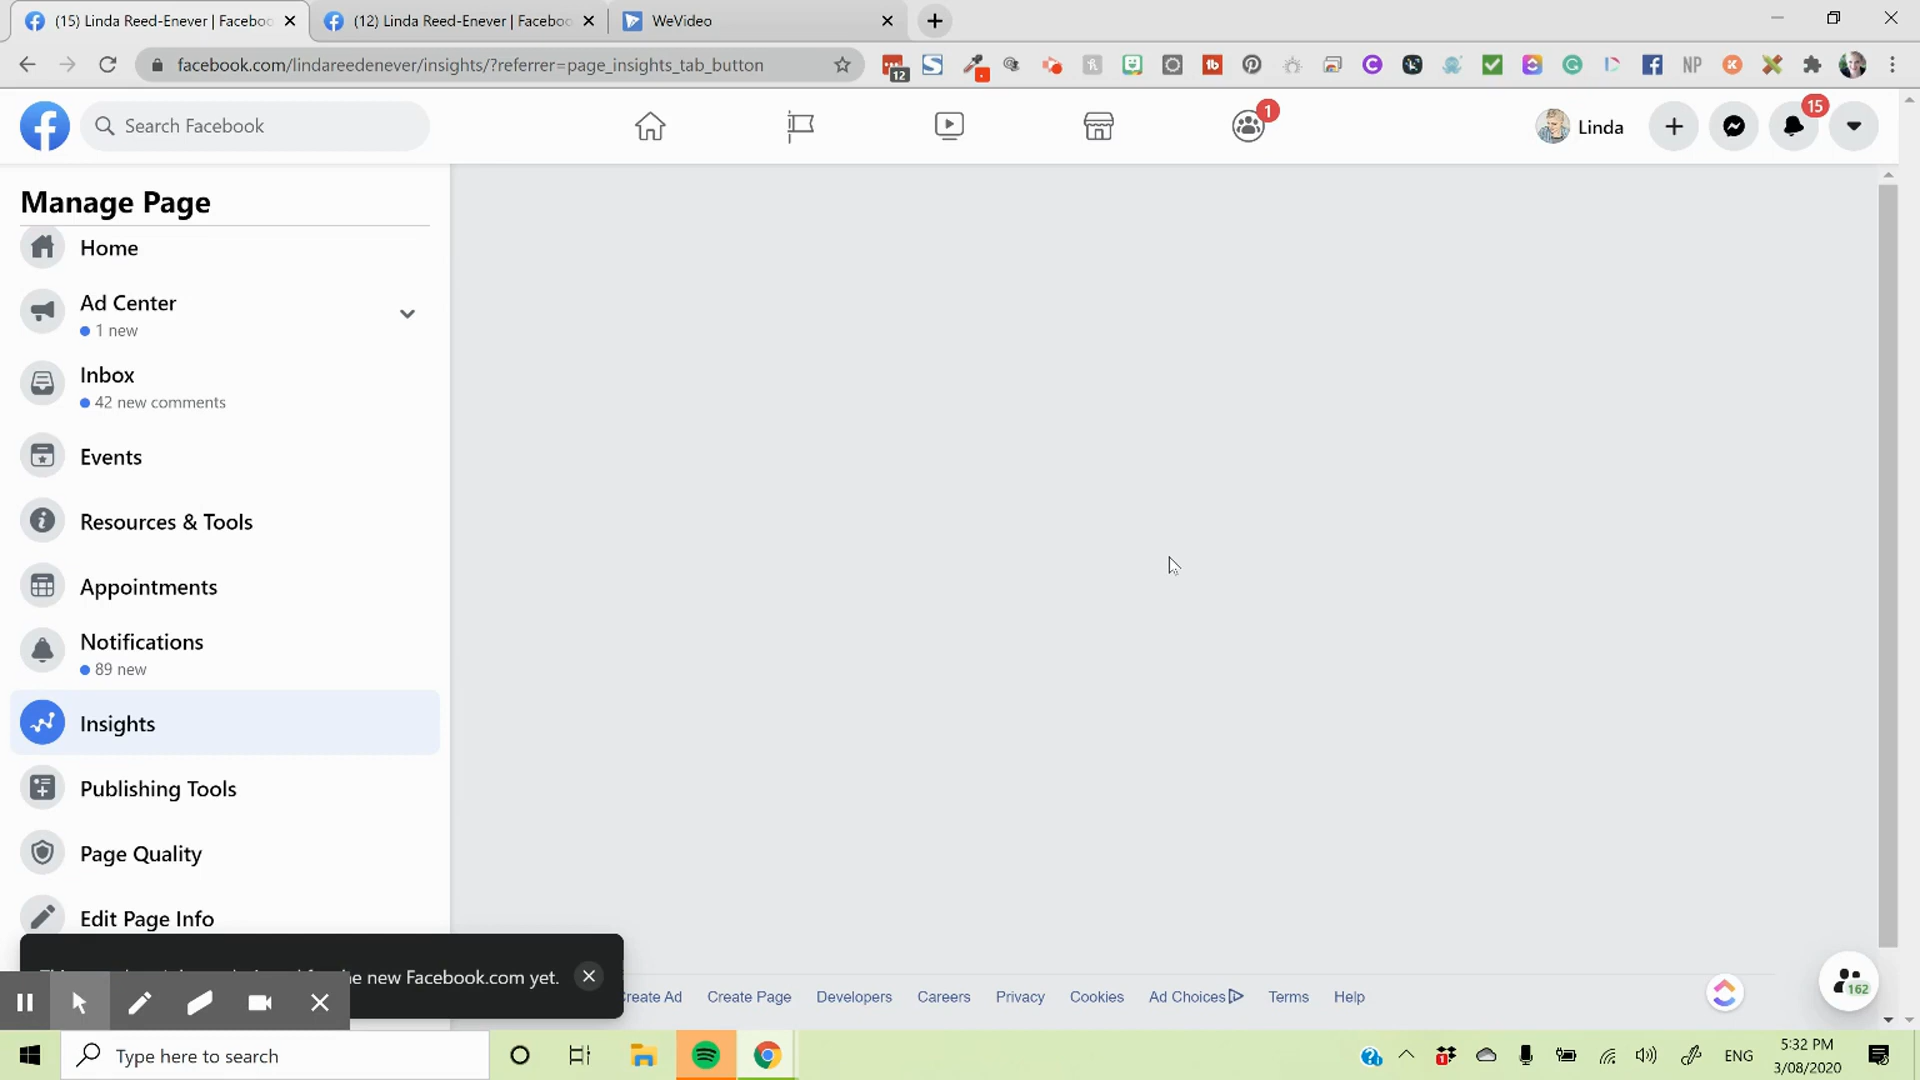 (15) Linda Reed-Enever | Faceboo
(12) Linda Reed-Enever | Faceboo
WeVideo
facebook.com/lindareedenever/insights/?referrer=page_insights_tab_button
12
NP
Search Facebook
1
Linda
15
Manage Page
Home
Ad Center
1 new
Inbox
42 new comments
Events
Resources & Tools
Appointments
Notifications
89 new
Insights
Publishing Tools
Page Quality
Edit Page Info
new Facebook.com yet.
Create Ad
Create Page
Developers
Careers
Privacy
Cookies
Ad Choices
Terms
Help
162
Type here to search
ENG
5:32 PM
3/08/2020